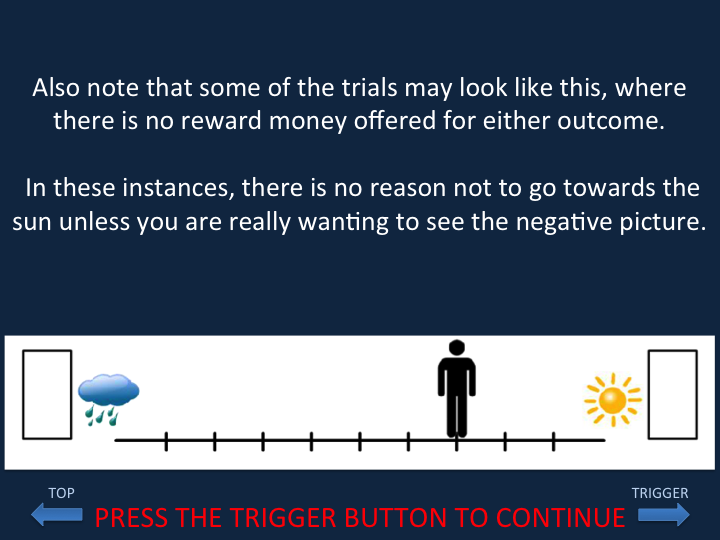 Also note that some of the trials may look like this, where
there is no reward money offered for either outcome.
In these instances, there is no reason not to go towards the
sun unless you are really wanting to see the negative picture.
TOP
TRIGGER
PRESS THE TRIGGER BUTTON TO CONTINUE